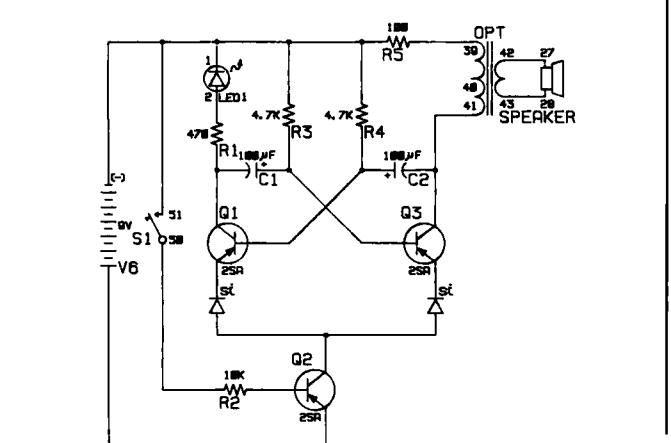 OPT
100
R5
39
42
27
1
40
2
LED1
41
43
28
SPEAKER
470
4.7K
4.7K
R1
R3
R4
100µF
+
100µF
+
C1
C2
(-)
Q1
Q3
51
9V
S1
50
V6
2SA
2SA
Si
Si
Q2
10K
R2
2SA